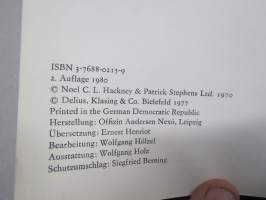 ISBN 3-7688-0213-9
2. Auflage 1980
© Noel C. L. Hackney & Patrick Stephens Ltd. 1970
© Delius, Klasing & Co. Bielefeld 1977
Printed in the German Democratic Republic
Herstellung: Offizin Andersen Nexö, Leipzig
Übersetzung: Ernest Henriot
Bearbeitung: Wolfgang Hölzel
Ausstattung: Wolfgang Holz
Schutzumschlag: Siegfried Berning